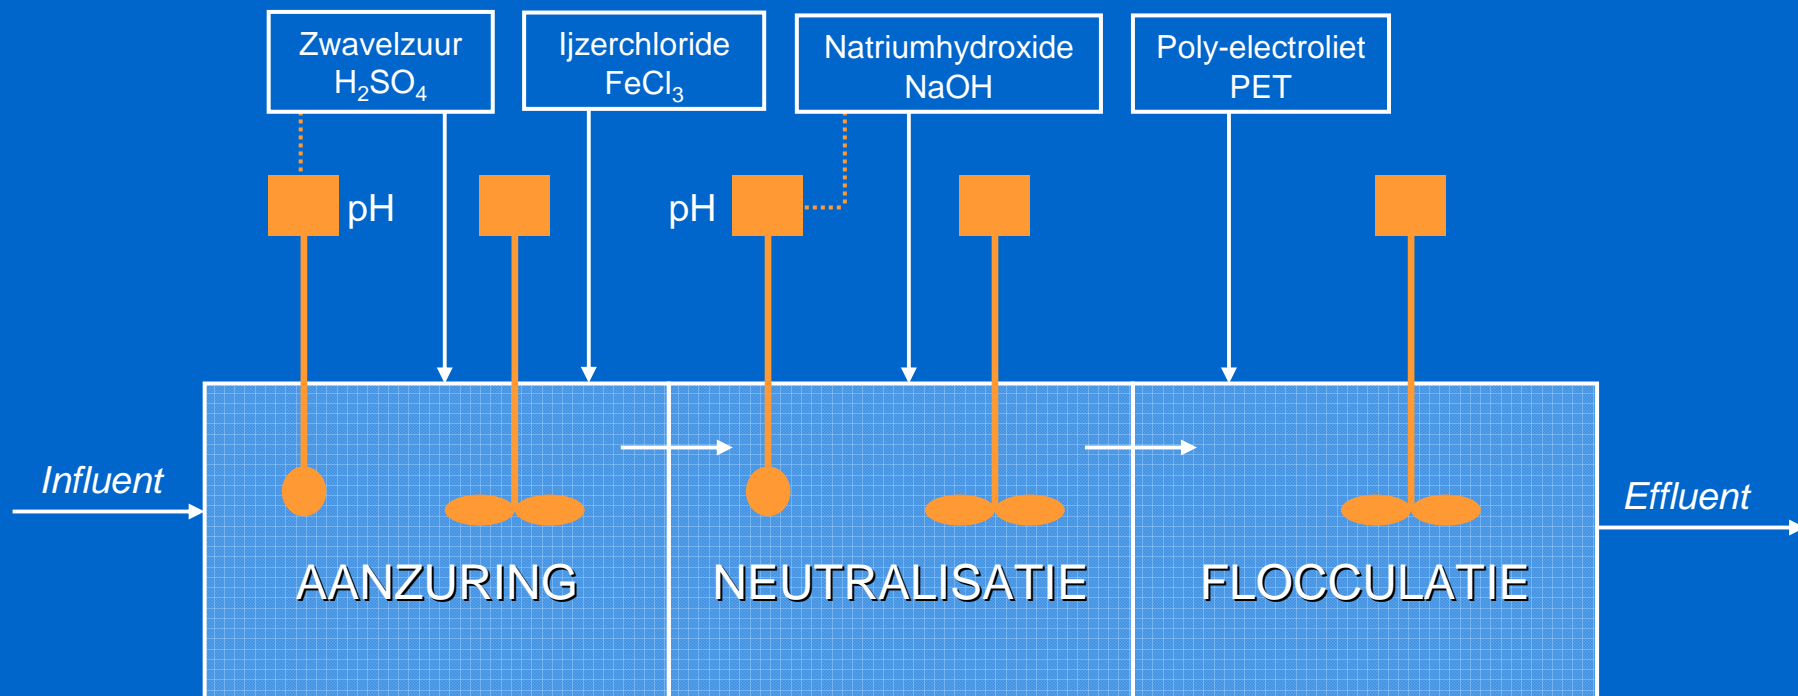 Zwavelzuur
H₂SO₄
Ijzerchloride
FeCl₃
Natriumhydroxide
NaOH
Poly-electroliet
PET
pH
pH
Influent
Effluent
AANZURING
NEUTRALISATIE
FLOCCULATIE